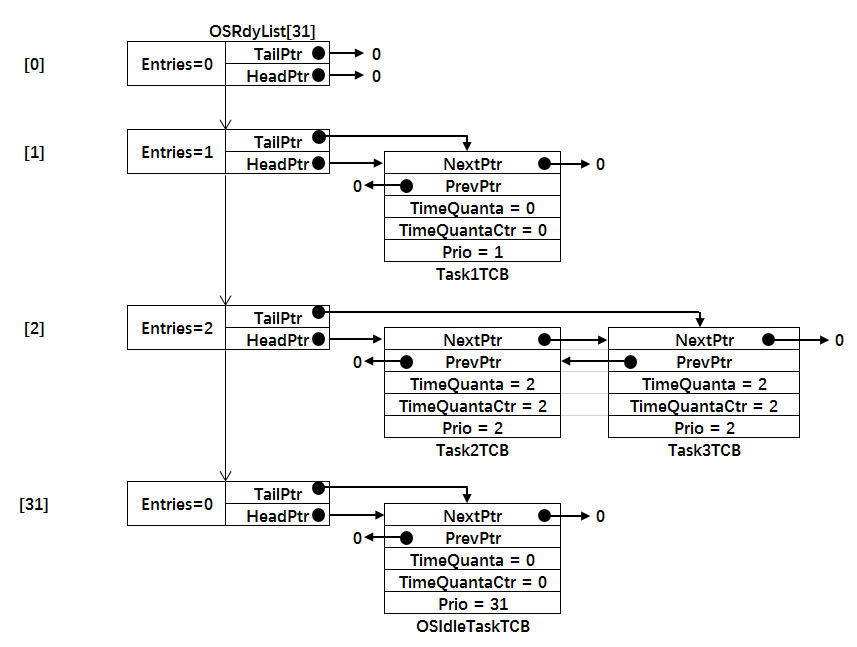 OSRdyList[31]
[0]
Entries=0
TailPtr
0
HeadPtr
0
[1]
Entries=1
TailPtr
HeadPtr
NextPtr
0
0
PrevPtr
TimeQuanta = 0
TimeQuantaCtr = 0
Prio = 1
Task1TCB
[2]
Entries=2
TailPtr
HeadPtr
NextPtr
NextPtr
0
0
PrevPtr
PrevPtr
TimeQuanta = 2
TimeQuanta = 2
TimeQuantaCtr = 2
TimeQuantaCtr = 2
Prio = 2
Prio = 2
Task2TCB
Task3TCB
[31]
Entries=0
TailPtr
HeadPtr
NextPtr
0
0
PrevPtr
TimeQuanta = 0
TimeQuantaCtr = 0
Prio = 31
OSIdleTaskTCB